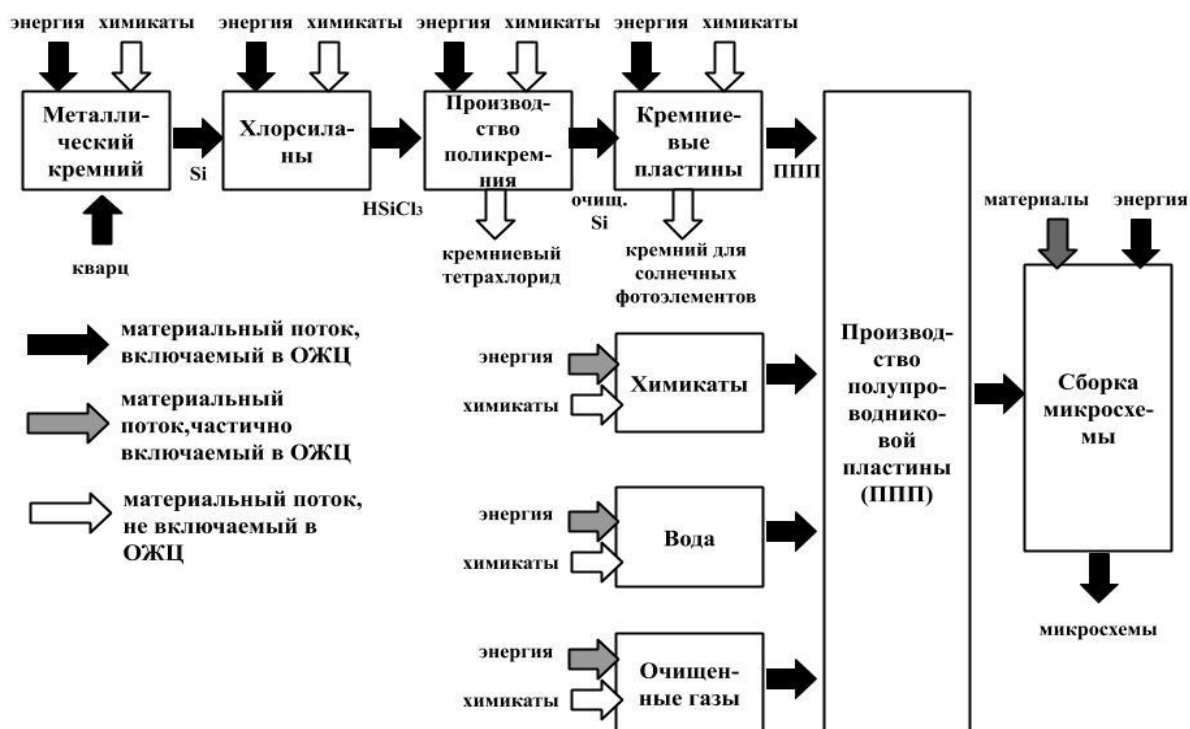 энергия химикаты энергия химикаты энергия химикаты энергия химикаты
Металли-
ческий
кремний
Si
кварц
Хлорсила-
ны
HSiCl₃
Производ-
ство
поликрем-
ния
очищ.
Si
кремниевый
тетрахлорид
Кремние-
вые
пластины
ППП
кремний для
солнечных
фотоэлементов
материальный поток,
включаемый в ОЖЦ
материальный
поток,частично
включаемый в ОЖЦ
материальный поток,
не включаемый в
ОЖЦ
энергия
химикаты
Химикаты
энергия
химикаты
Вода
энергия
химикаты
Очищен-
ные газы
Производ-
ство
полупро-
воднико-
вой
пластины
(ППП)
материалы энергия
Сборка
микросхе-
мы
микросхемы